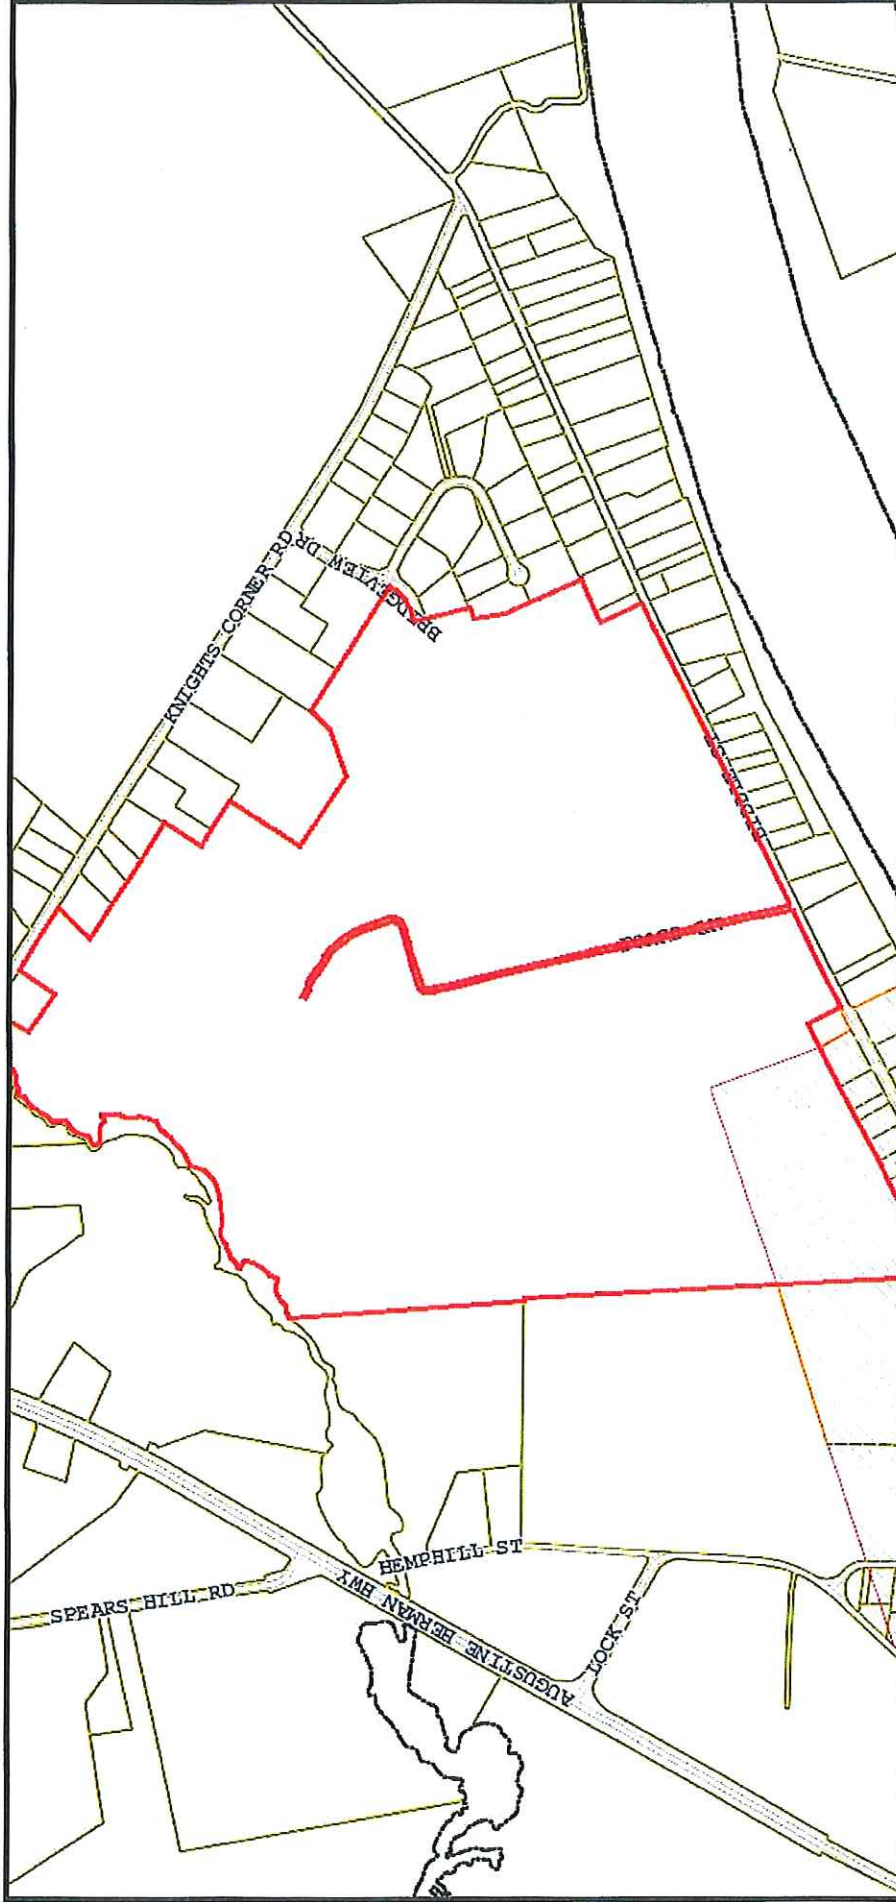 KNIGHTS CORNER RD
BRIDGEVIEW DR
HEMPHILL ST
SPEARS HILL RD
AUGUSTINE HERMAN HWY
LOCK ST